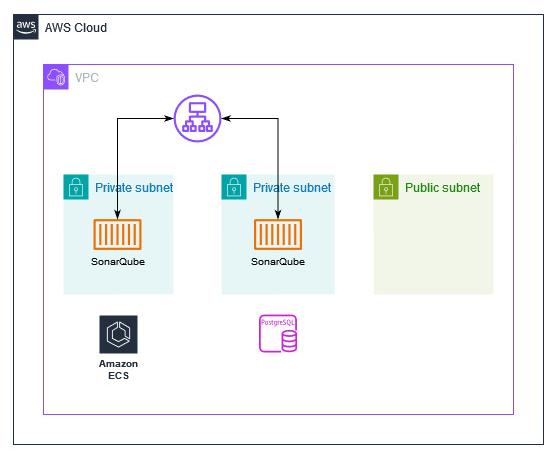 aws
AWS Cloud
VPC
Private subnet
Private subnet
Public subnet
SonarQube
SonarQube
PostgreSQL
Amazon
ECS